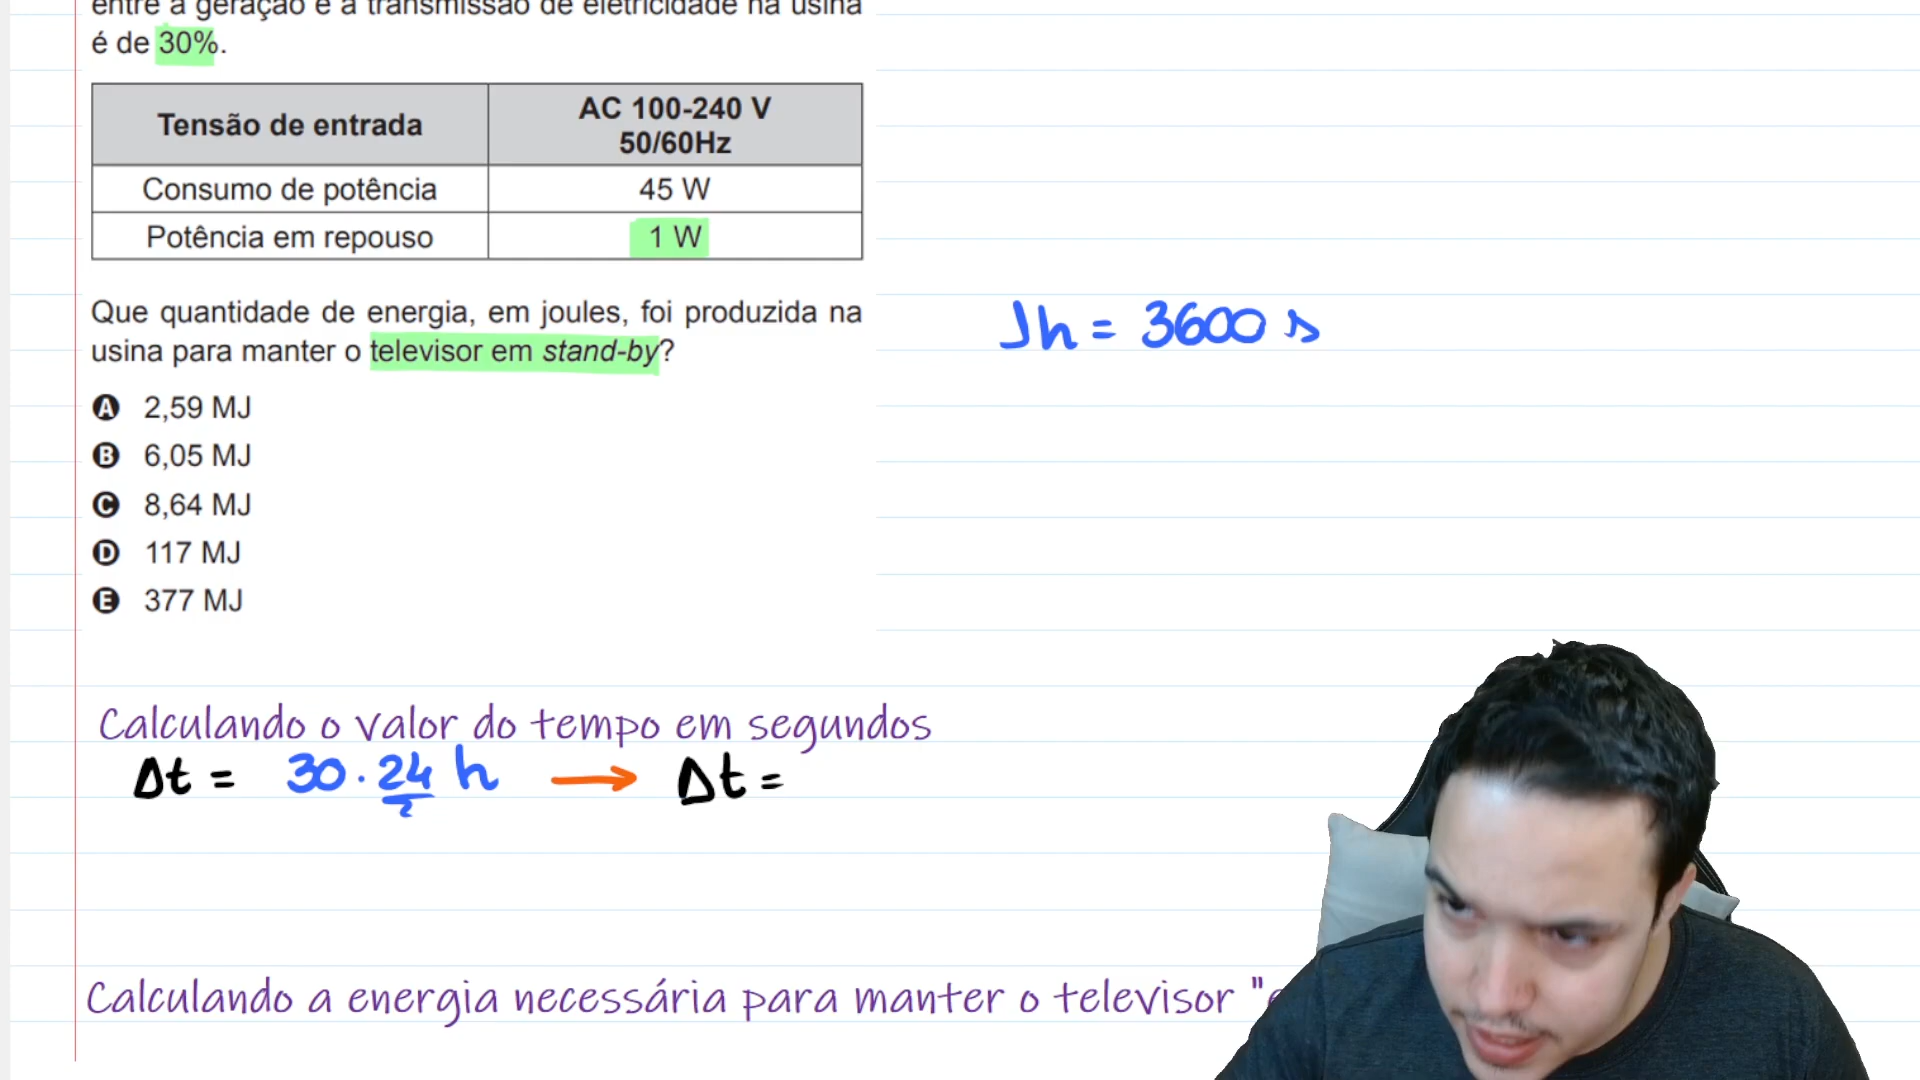 entre a geração e a transmissão de eletricidade na usina
é de 30%.
Tensão de entrada
AC 100-240 V
50/60Hz
Consumo de potência
45 W
Potência em repouso
1 W
Que quantidade de energia, em joules, foi produzida na
usina para manter o televisor em stand-by?
A 2,59 MJ
B 6,05 MJ
C 8,64 MJ
D 117 MJ
E 377 MJ
1h = 3600 s
Calculando o valor do tempo em segundos
Δt = 30 · 24 h → Δt =
Calculando a energia necessária para manter o televisor "